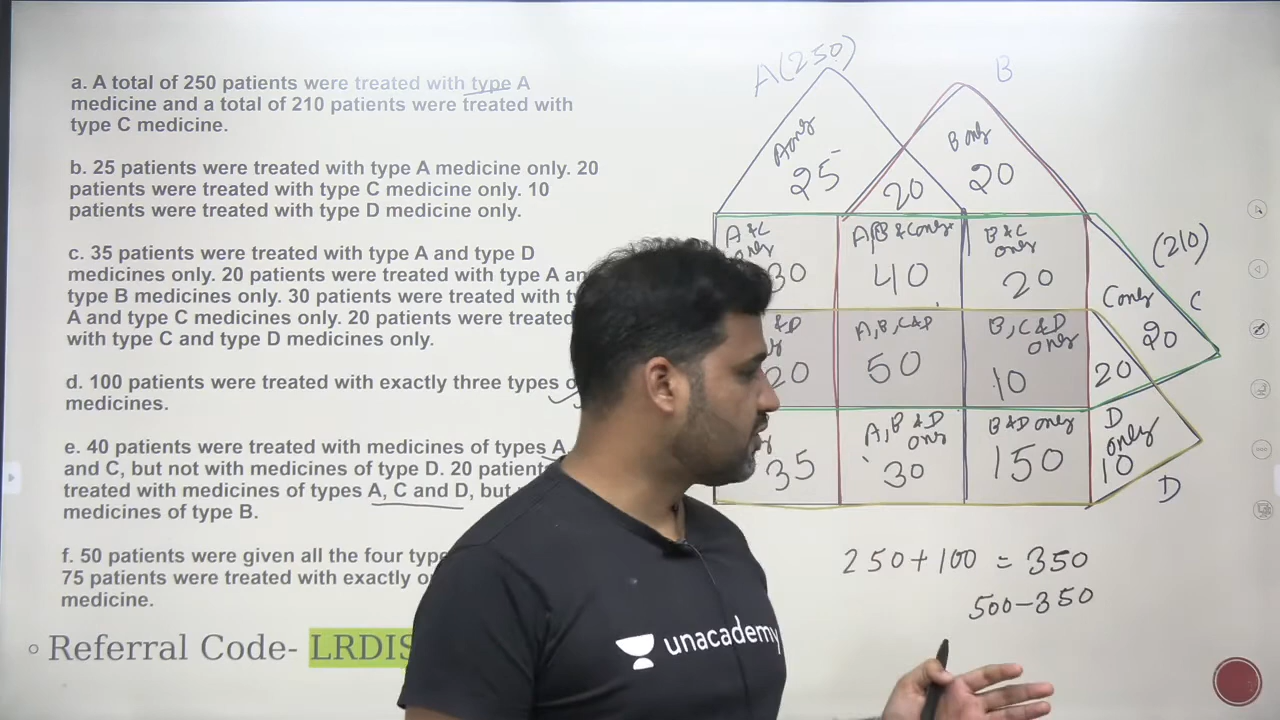 a. A total of 250 patients were treated with type A
medicine and a total of 210 patients were treated with
type C medicine.
b. 25 patients were treated with type A medicine only. 20
patients were treated with type C medicine only. 10
patients were treated with type D medicine only.
c. 35 patients were treated with type A and type D
medicines only. 20 patients were treated with type A
type B medicines only. 30 patients were treated with
A and type C medicines only. 20 patients were treated
with type C and type D medicines only.
d. 100 patients were treated with exactly three types
medicines.
e. 40 patients were treated with medicines of types A
and C, but not with medicines of type D. 20
treated with medicines of types A, C and D,
medicines of type B.
f. 50 patients were given all the four
75 patients were treated with exactly
medicine.
Referral Code-
A (250)
B
A only
25
20
B only
20
A & C
only
30
A, B & C only
40
B & C
only
20
(210)
C only
20
C
20
A, B, C & D
50
B, C & D
only
10
20
35
A, B & D
only
30
B & D only
150
D
only
10
D
250 + 100 = 350
500 - 350
unacademy